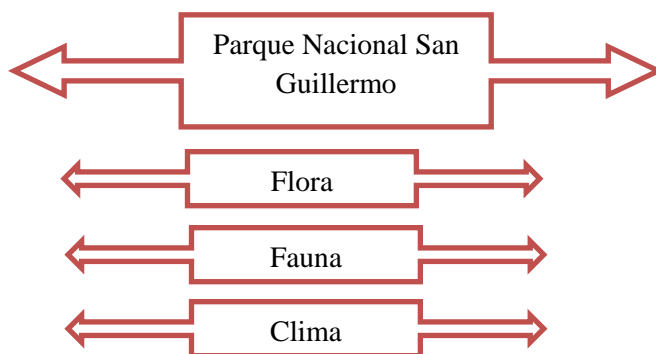 Parque Nacional San
Guillermo
Flora
Fauna
Clima